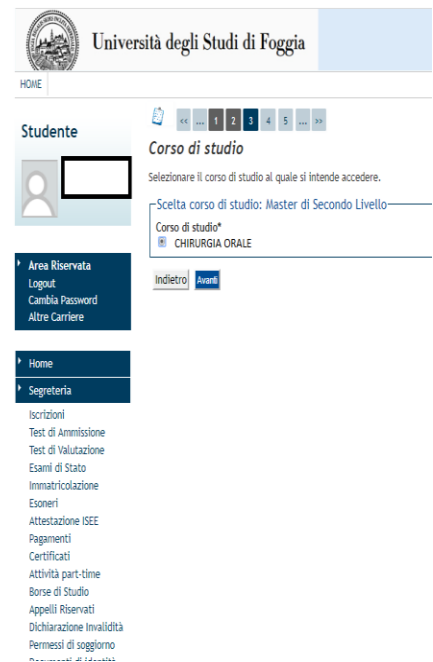 Università degli Studi di Foggia
HOME
Studente
Area Riservata
Logout
Cambia Password
Altre Carriere
Home
Segreteria
Iscrizioni
Test di Ammissione
Test di Valutazione
Esami di Stato
Immatricolazione
Esoneri
Attestazione ISEE
Pagamenti
Certificati
Attività part-time
Borse di Studio
Appelli Riservati
Dichiarazione Invalidità
Permessi di soggiorno
Documenti di identità
<< ... 1 2 3 4 5 ... >>
Corso di studio
Selezionare il corso di studio al quale si intende accedere.
Scelta corso di studio: Master di Secondo Livello
Corso di studio*
CHIRURGIA ORALE
Indietro Avanti